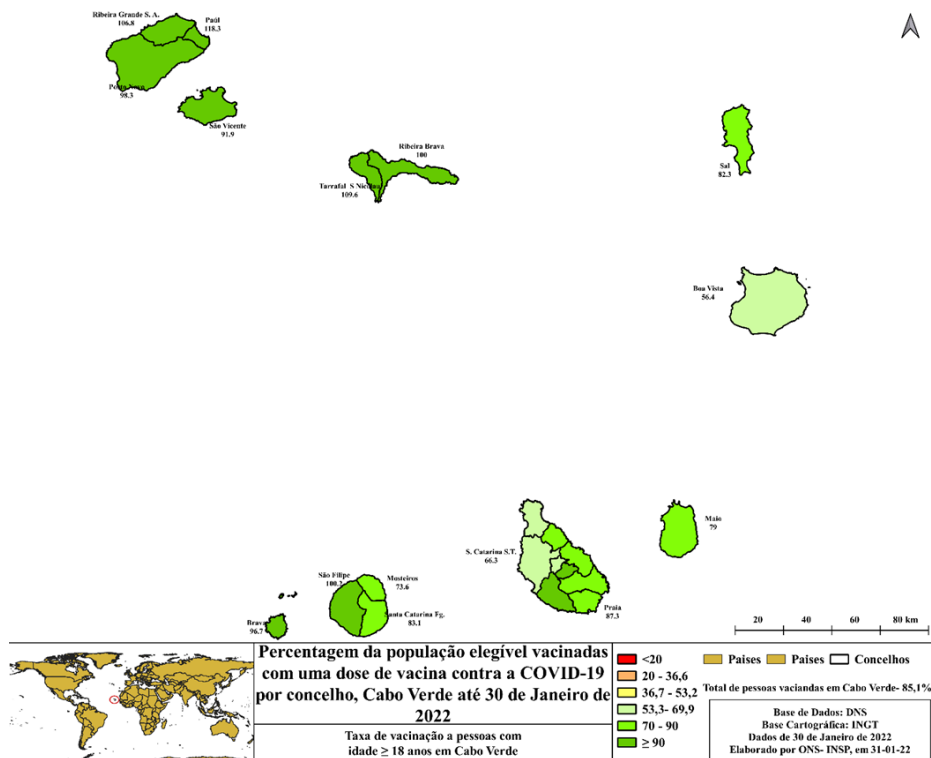 Ribeira Grande S. A.
106.8
Paúl
118.3
Porto Novo
98.3
São Vicente
91.9
Ribeira Brava
100
Tarrafal S Nicolau
109.6
Sal
82.3
Boa Vista
56.4
S. Catarina S.T.
66.3
Maio
79
São Filipe
100.2
Mosteiros
73.6
Santa Catarina Fg.
83.1
Brava
96.7
Praia
87.3
20 40 60 80 km
Percentagem da população elegível vacinadas
com uma dose de vacina contra a COVID-19
por concelho, Cabo Verde até 30 de Janeiro de
2022
Taxa de vacinação a pessoas com
idade ≥ 18 anos em Cabo Verde
<20
20 - 36,6
36,7 - 53,2
53,3- 69,9
70 - 90
≥ 90
Paises Paises Concelhos
Total de pessoas vaciandas em Cabo Verde- 85,1%
Base de Dados: DNS
Base Cartográfica: INGT
Dados de 30 de Janeiro de 2022
Elaborado por ONS- INSP, em 31-01-22